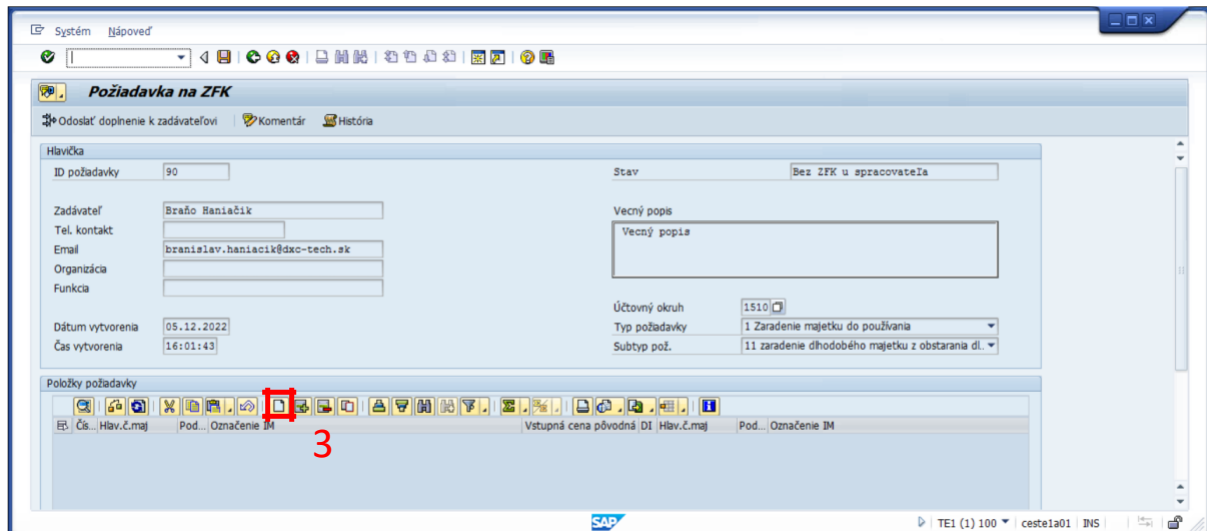 Systém Nápoveď
Požiadavka na ZFK
Odoslať doplnenie k zadávateľovi Komentár História
Hlavička
ID požiadavky 90 Stav Bez ZFK u spracovateľa
Zadávateľ Braňo Haniačik Vecný popis
Tel. kontakt Vecný popis
Email branislav.haniacik@dxc-tech.sk
Organizácia
Funkcia
Účtovný okruh 1510
Dátum vytvorenia 05.12.2022 Typ požiadavky 1 Zaradenie majetku do používania
Čas vytvorenia 16:01:43 Subtyp pož. 11 zaradenie dlhodobého majetku z obstarania dl..
Položky požiadavky
Čís... Hlav.č.maj Pod... Označenie IM Vstupná cena pôvodná DI Hlav.č.maj Pod... Označenie IM
3
SAP TE1 (1) 100 ceste1a01 INS